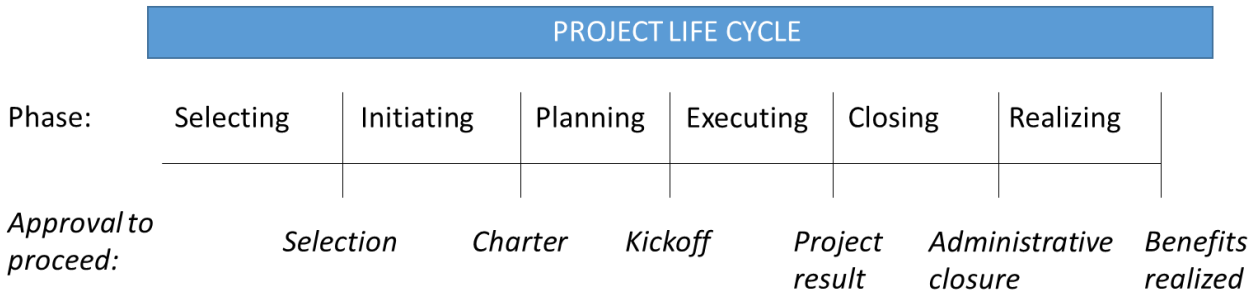 PROJECT LIFE CYCLE
Phase: Selecting Initiating Planning Executing Closing Realizing
Approval to proceed: Selection Charter Kickoff Project result Administrative closure Benefits realized